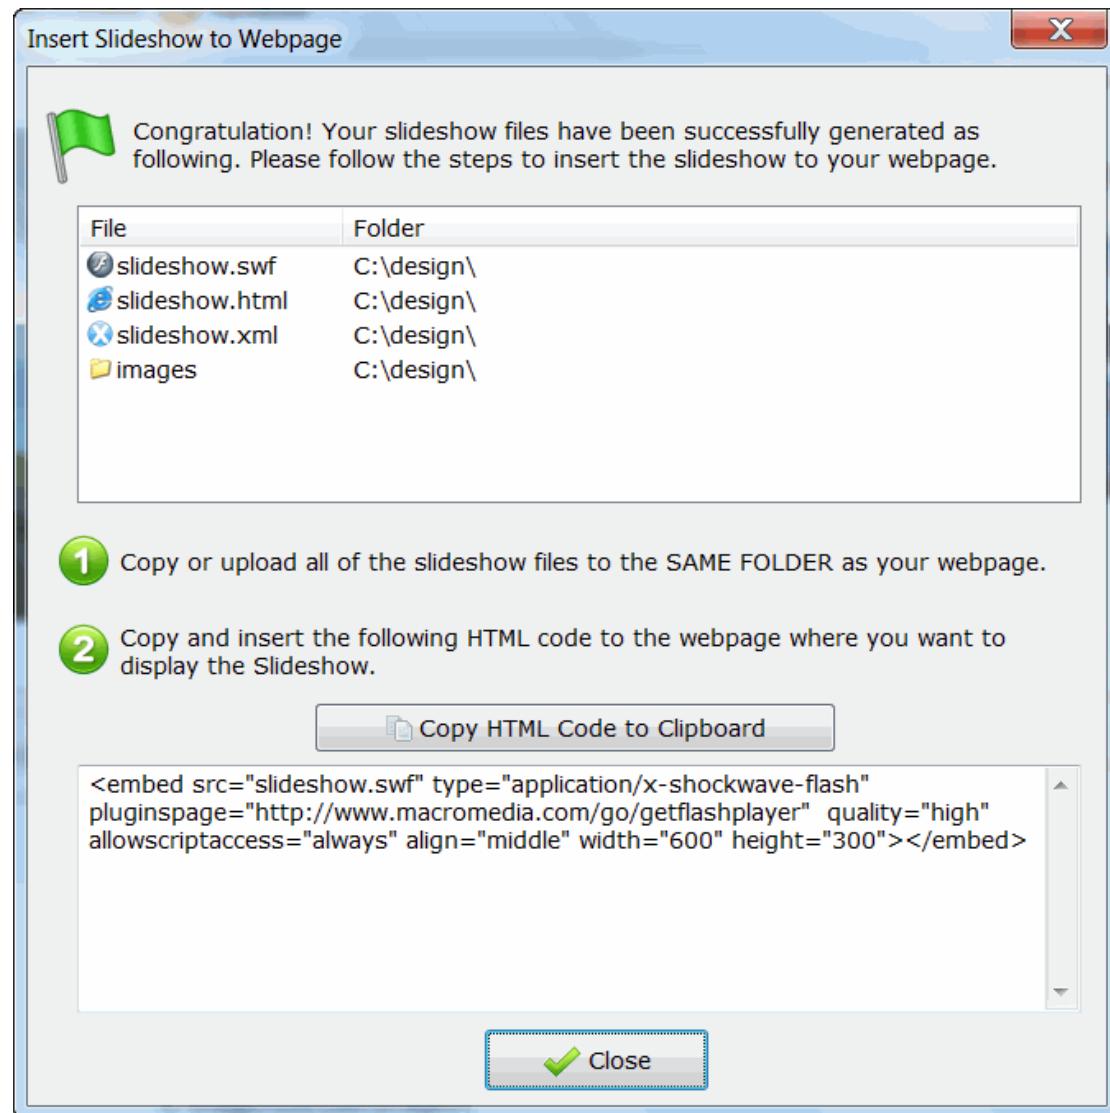 Insert Slideshow to Webpage
Congratulation! Your slideshow files have been successfully generated as
following. Please follow the steps to insert the slideshow to your webpage.
File Folder
slideshow.swf C:\design\
slideshow.html C:\design\
slideshow.xml C:\design\
images C:\design\
1 Copy or upload all of the slideshow files to the SAME FOLDER as your webpage.
2 Copy and insert the following HTML code to the webpage where you want to
display the Slideshow.
Copy HTML Code to Clipboard
<embed src="slideshow.swf" type="application/x-shockwave-flash"
pluginspage="http://www.macromedia.com/go/getflashplayer"  quality="high"
allowscriptaccess="always" align="middle" width="600" height="300"></embed>
Close